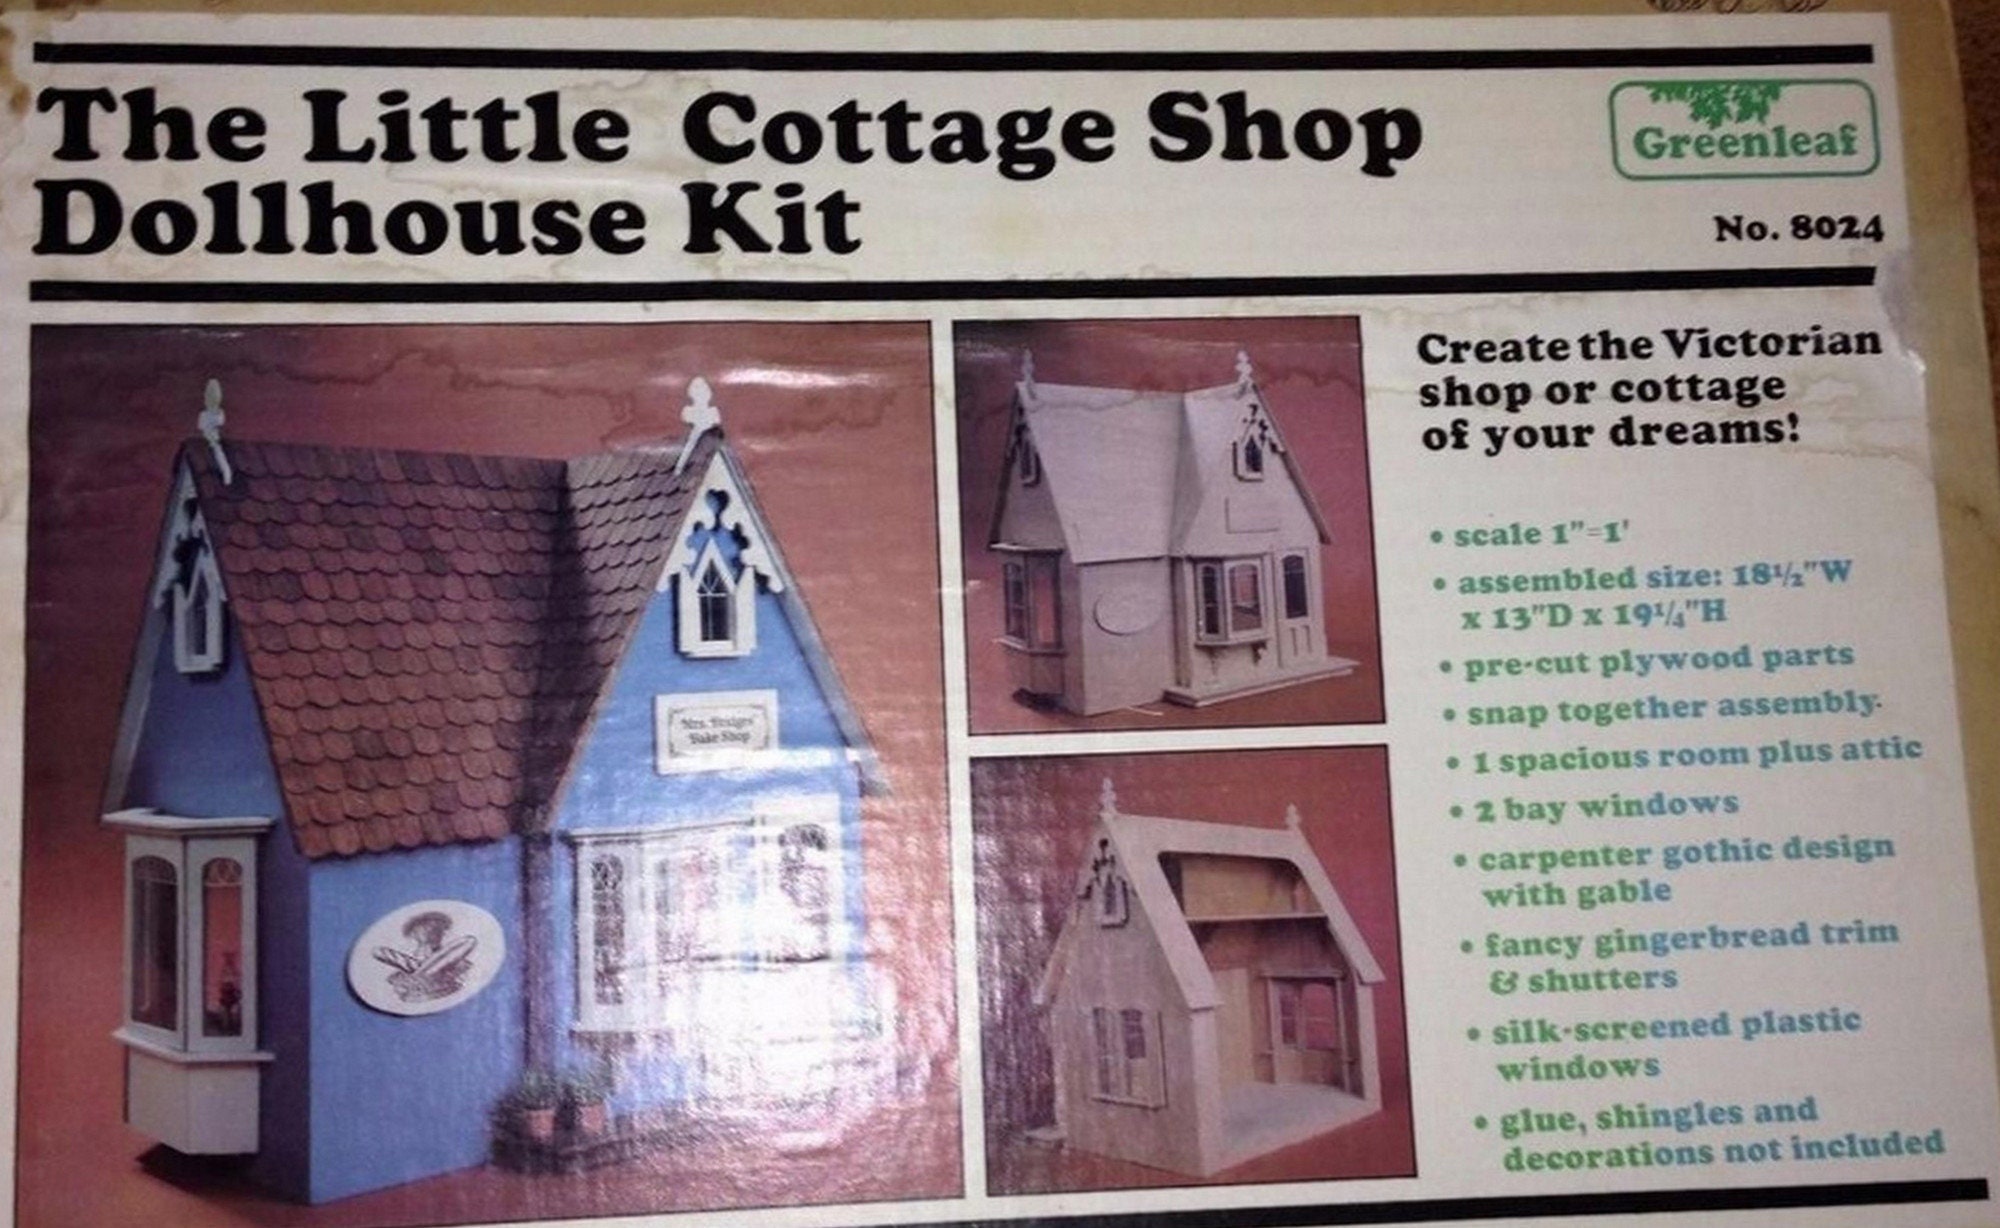 The Little Cottage Shop
Dollhouse Kit
Greenleaf
No. 8024
Create the Victorian
shop or cottage
of your dreams!
• scale 1"=1'
• assembled size: 18½"W
x 13"D x 19¼"H
• pre-cut plywood parts
• snap together assembly
• 1 spacious room plus attic
• 2 bay windows
• carpenter gothic design
with gable
• fancy gingerbread trim
& shutters
• silk-screened plastic
windows
• glue, shingles and
decorations not included
Mrs.
Bake Shop